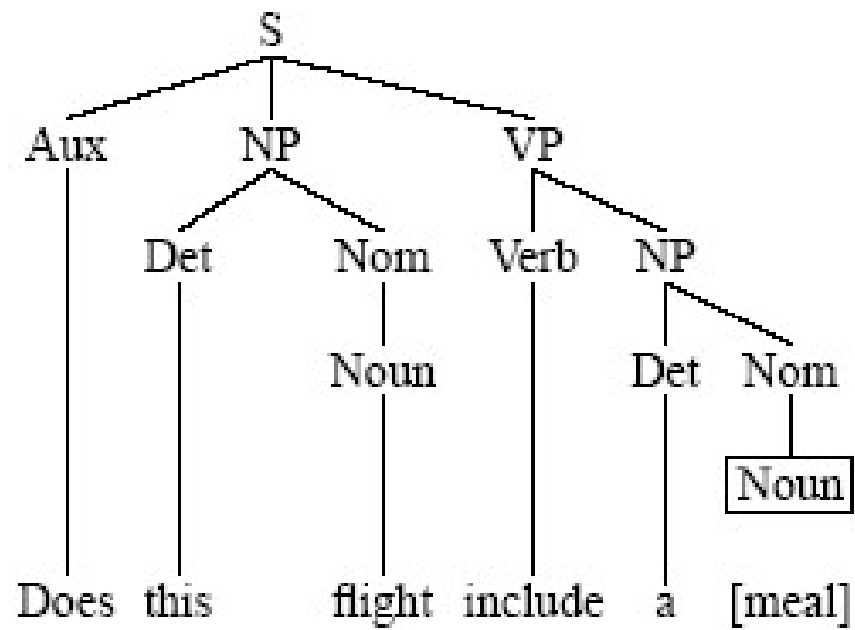 S
Aux NP VP
Det Nom Verb NP
Noun Det Nom
Noun
Does this flight include a [meal]